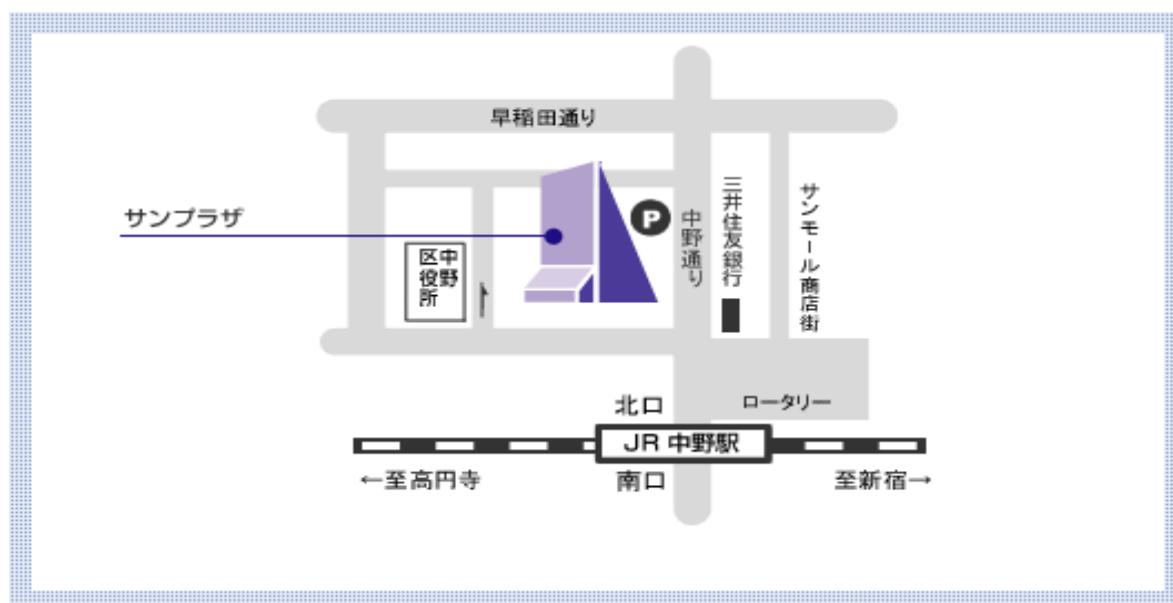 早稲田通り
サンプラザ
P
中野通り
三井住友銀行
サンモール商店街
中野
区役所
北口
ロータリー
JR 中野駅
←至高円寺
南口
至新宿→